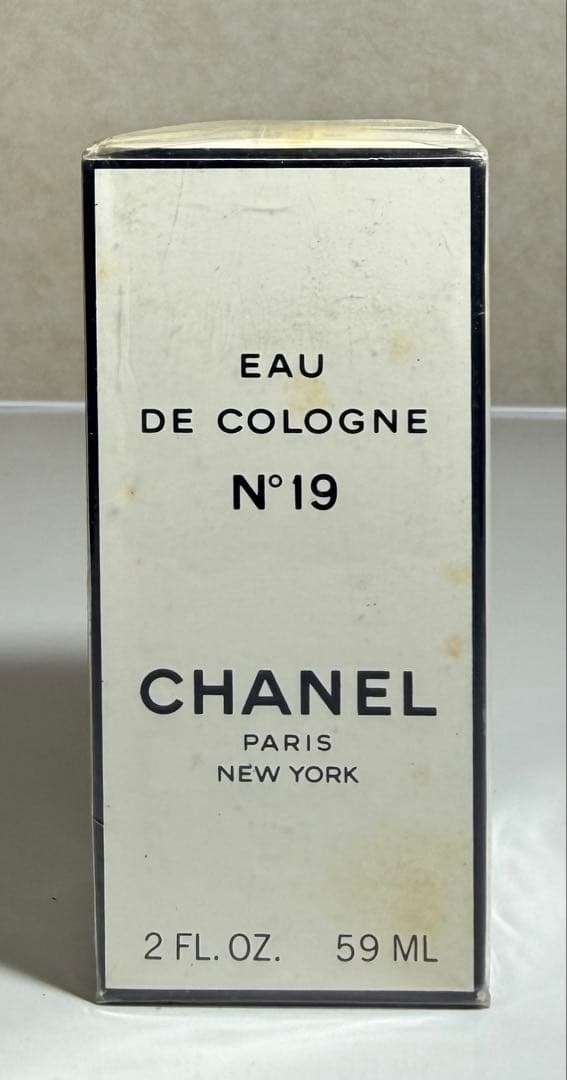 EAU
DE COLOGNE
N° 19
CHANEL
PARIS
NEW YORK
2 FL. OZ. 59 ML